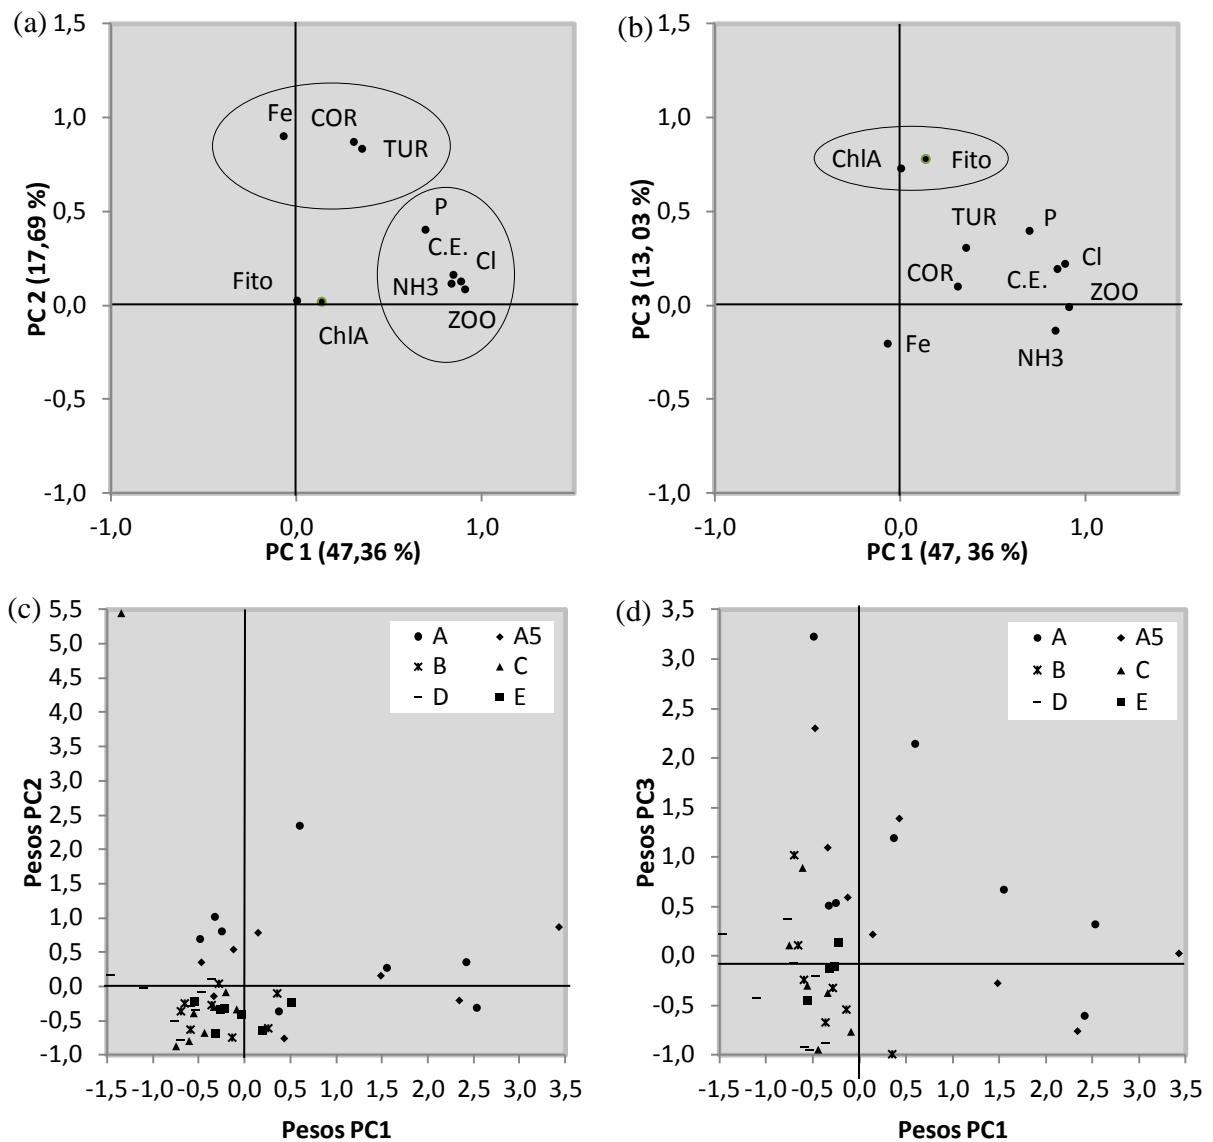 (a)
1,5
1,0
0,5
0,0
-0,5
-1,0
-1,0
0,0
1,0
PC 2 (17,69 %)
PC 1 (47,36 %)
Fe
COR
TUR
P
C.E.
Cl
NH3
ZOO
Fito
ChlA
(b)
1,5
1,0
0,5
0,0
-0,5
-1,0
-1,0
0,0
1,0
PC 3 (13, 03 %)
PC 1 (47, 36 %)
ChlA
Fito
TUR
P
COR
C.E.
Cl
ZOO
Fe
NH3
(c)
5,5
5,0
4,5
4,0
3,5
3,0
2,5
2,0
1,5
1,0
0,5
0,0
-0,5
-1,0
-1,5 -1,0 -0,5 0,0 0,5 1,0 1,5 2,0 2,5 3,0 3,5
Pesos PC2
Pesos PC1
A A5
B C
D E
(d)
3,5
3,0
2,5
2,0
1,5
1,0
0,5
0,0
-0,5
-1,0
-1,5 -1,0 -0,5 0,0 0,5 1,0 1,5 2,0 2,5 3,0 3,5
Pesos PC3
Pesos PC1
A A5
B C
D E